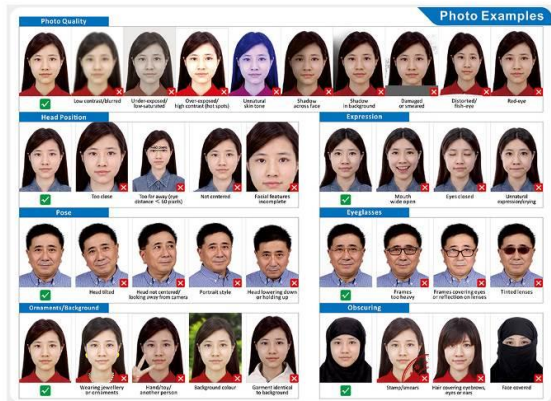 Photo Examples
Photo Quality
Low contrast/blurred
Under-exposed/
low-saturated
Over-exposed/
high contrast (hot spots)
Unnatural
skin tone
Shadow
across face
Shadow
in background
Damaged
or smeared
Distorted/
fish-eye
Red-eye
Head Position
Too close
Too far away (eye
distance < 60 pixels)
Not centered
Facial features
incomplete
Expression
Mouth
wide open
Eyes closed
Unnatural
expression/crying
Pose
Head tilted
Head not centered/
looking away from camera
Portrait style
Head lowering down
or holding up
Eyeglasses
Frames
too heavy
Frames covering eyes
or reflection on lenses
Tinted lenses
Ornaments/Background
Wearing jewellery
or ornaments
Hand/toy/
another person
Background colour
Garment identical
to background
Obscuring
Stamp/smears
Hair covering eyebrows,
eyes or ears
Face covered